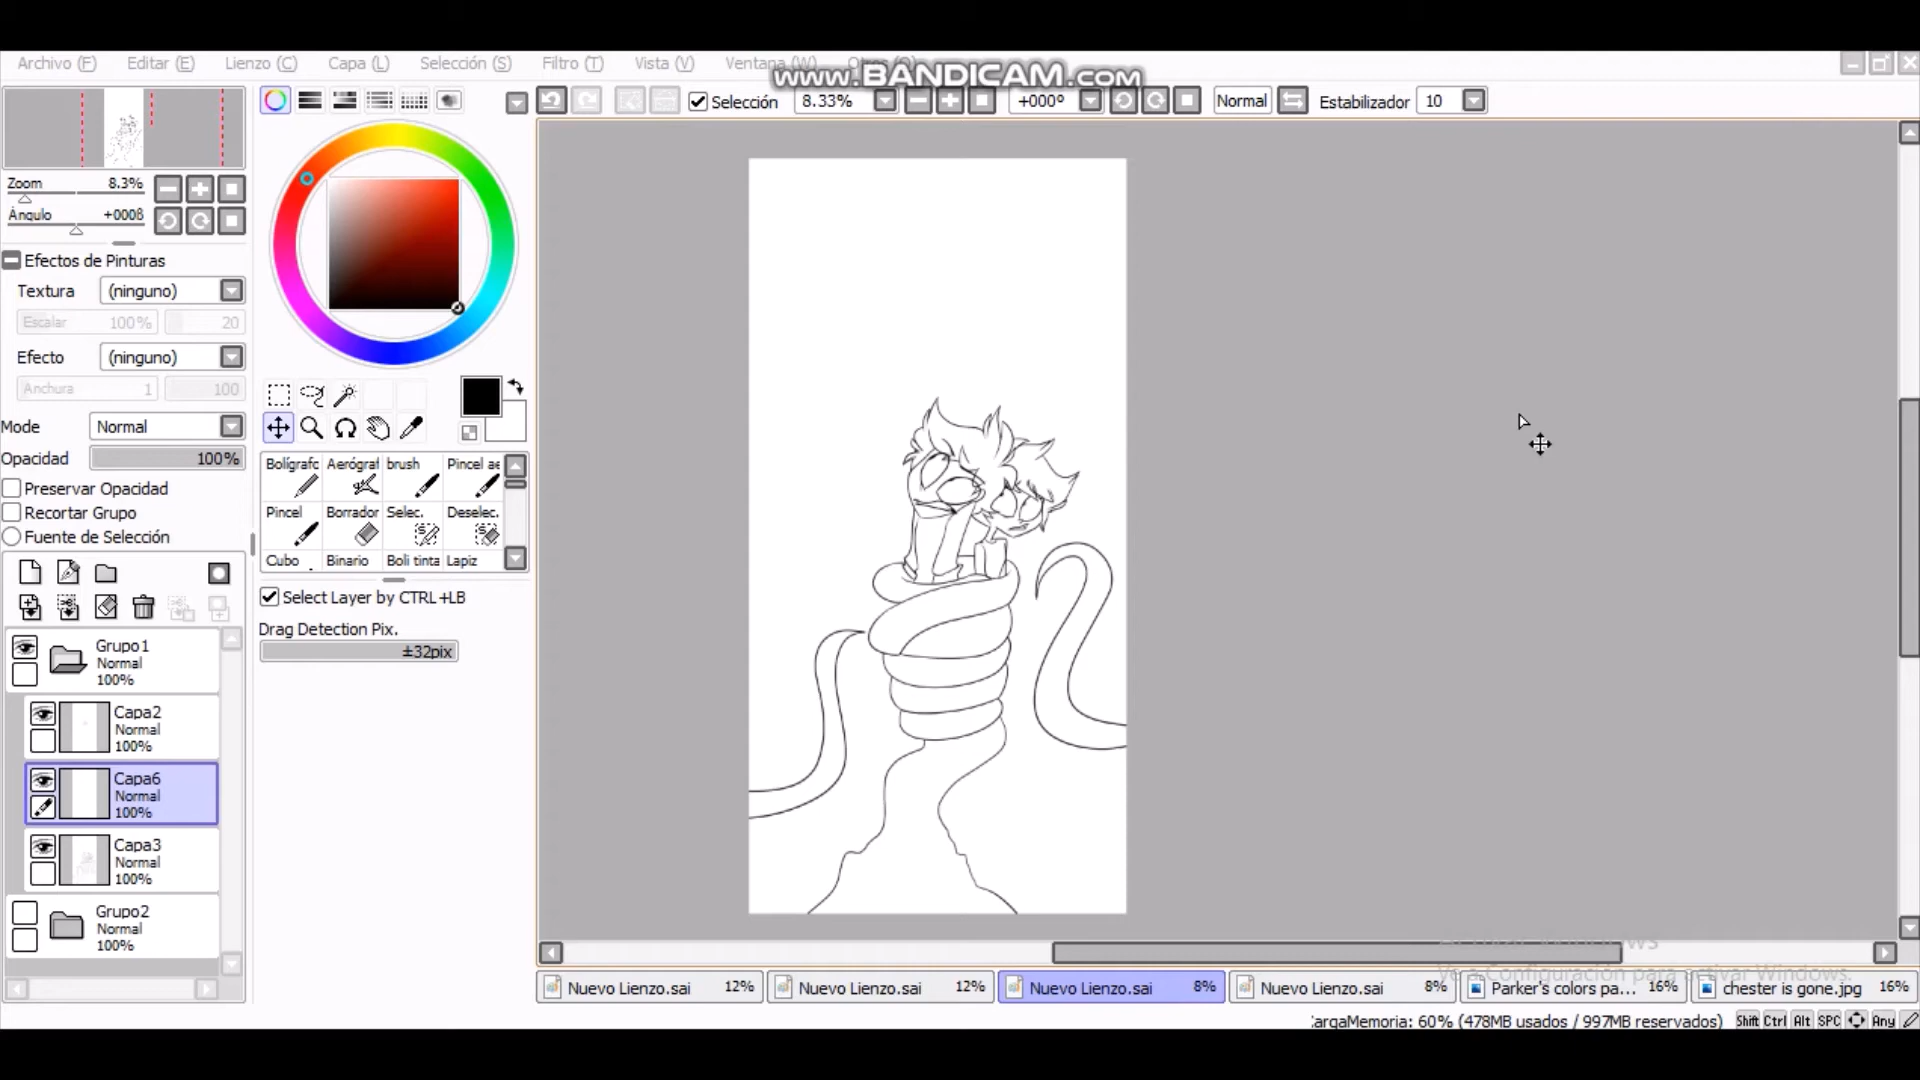 Archivo (F) Editar (E) Lienzo (C) Capa (L) Selección (S) Filtro (T) Vista (V) Ventana (W)
www.BANDICAM.com
Selección 8.33% +000º Normal Estabilizador 10
Zoom 8.3%
Ángulo +000ß
Efectos de Pinturas
Textura (ninguno)
Escalar 100% 20
Efecto (ninguno)
Anchura 1 100
Mode Normal
Opacidad 100%
Preservar Opacidad
Recortar Grupo
Fuente de Selección
Grupo1
Normal
100%
Capa2
Normal
100%
Capa6
Normal
100%
Capa3
Normal
100%
Grupo2
Normal
100%
Bolígrafc Aerógraf brush Pincel ae
Pincel Borrador Selec. Deselec.
Cubo Binario Boli tinta Lapiz
Select Layer by CTRL+LB
Drag Detection Pix.
±32pix
Ve a Configuración para activar Windows.
Nuevo Lienzo.sai 12% Nuevo Lienzo.sai 12% Nuevo Lienzo.sai 8% Nuevo Lienzo.sai 8% Parker's colors pa... 16% chester is gone.jpg 16%
argaMemoria: 60% (478MB usados / 997MB reservados) Shift Ctrl Alt SPC Any